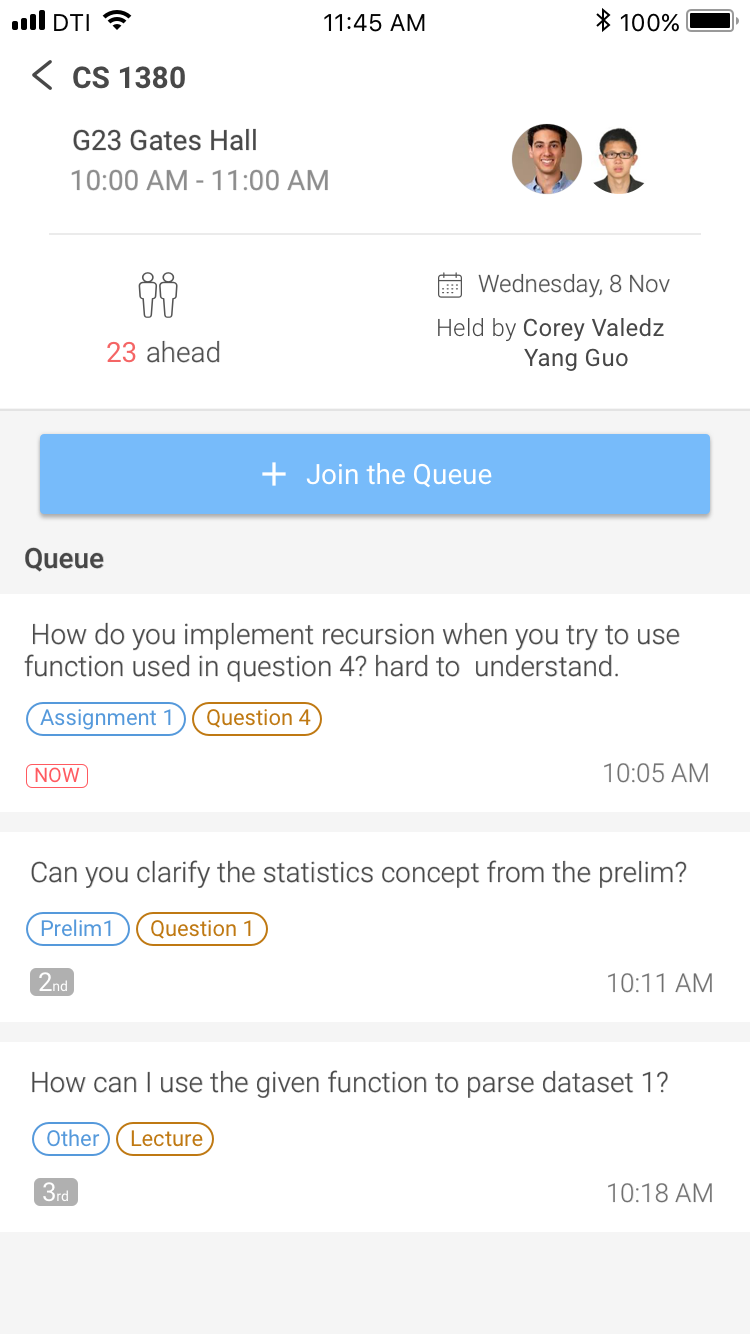 DTI 11:45 AM 100%
CS 1380
G23 Gates Hall
10:00 AM - 11:00 AM
Wednesday, 8 Nov
23 ahead
Held by Corey Valedz
Yang Guo
+ Join the Queue
Queue
How do you implement recursion when you try to use
function used in question 4? hard to  understand.
Assignment 1 Question 4
NOW 10:05 AM
Can you clarify the statistics concept from the prelim?
Prelim1 Question 1
2nd 10:11 AM
How can I use the given function to parse dataset 1?
Other Lecture
3rd 10:18 AM